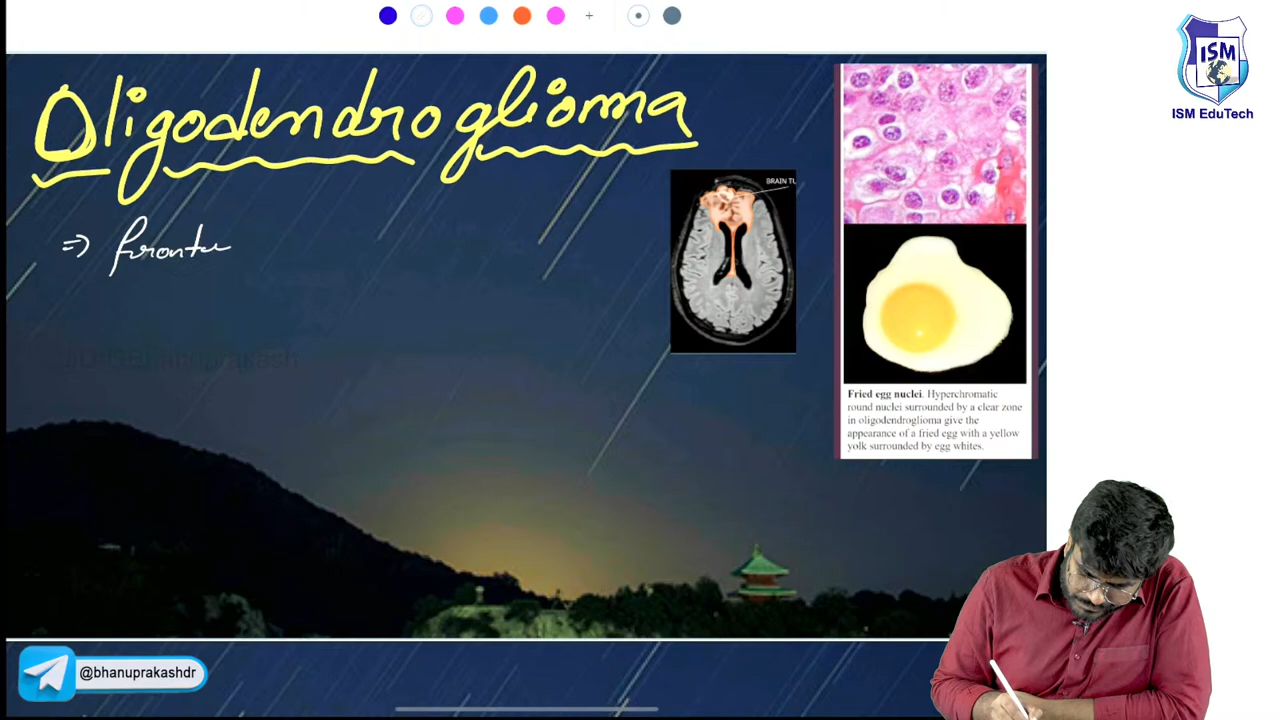 ISM
ISM EduTech
Oligodendroglioma
=> fronta
BRAIN TU
Fried egg nuclei. Hyperchromatic
round nuclei surrounded by a clear zone
in oligodendroglioma give the
appearance of a fried egg with a yellow
yolk surrounded by egg whites.
@bhanuprakashdr